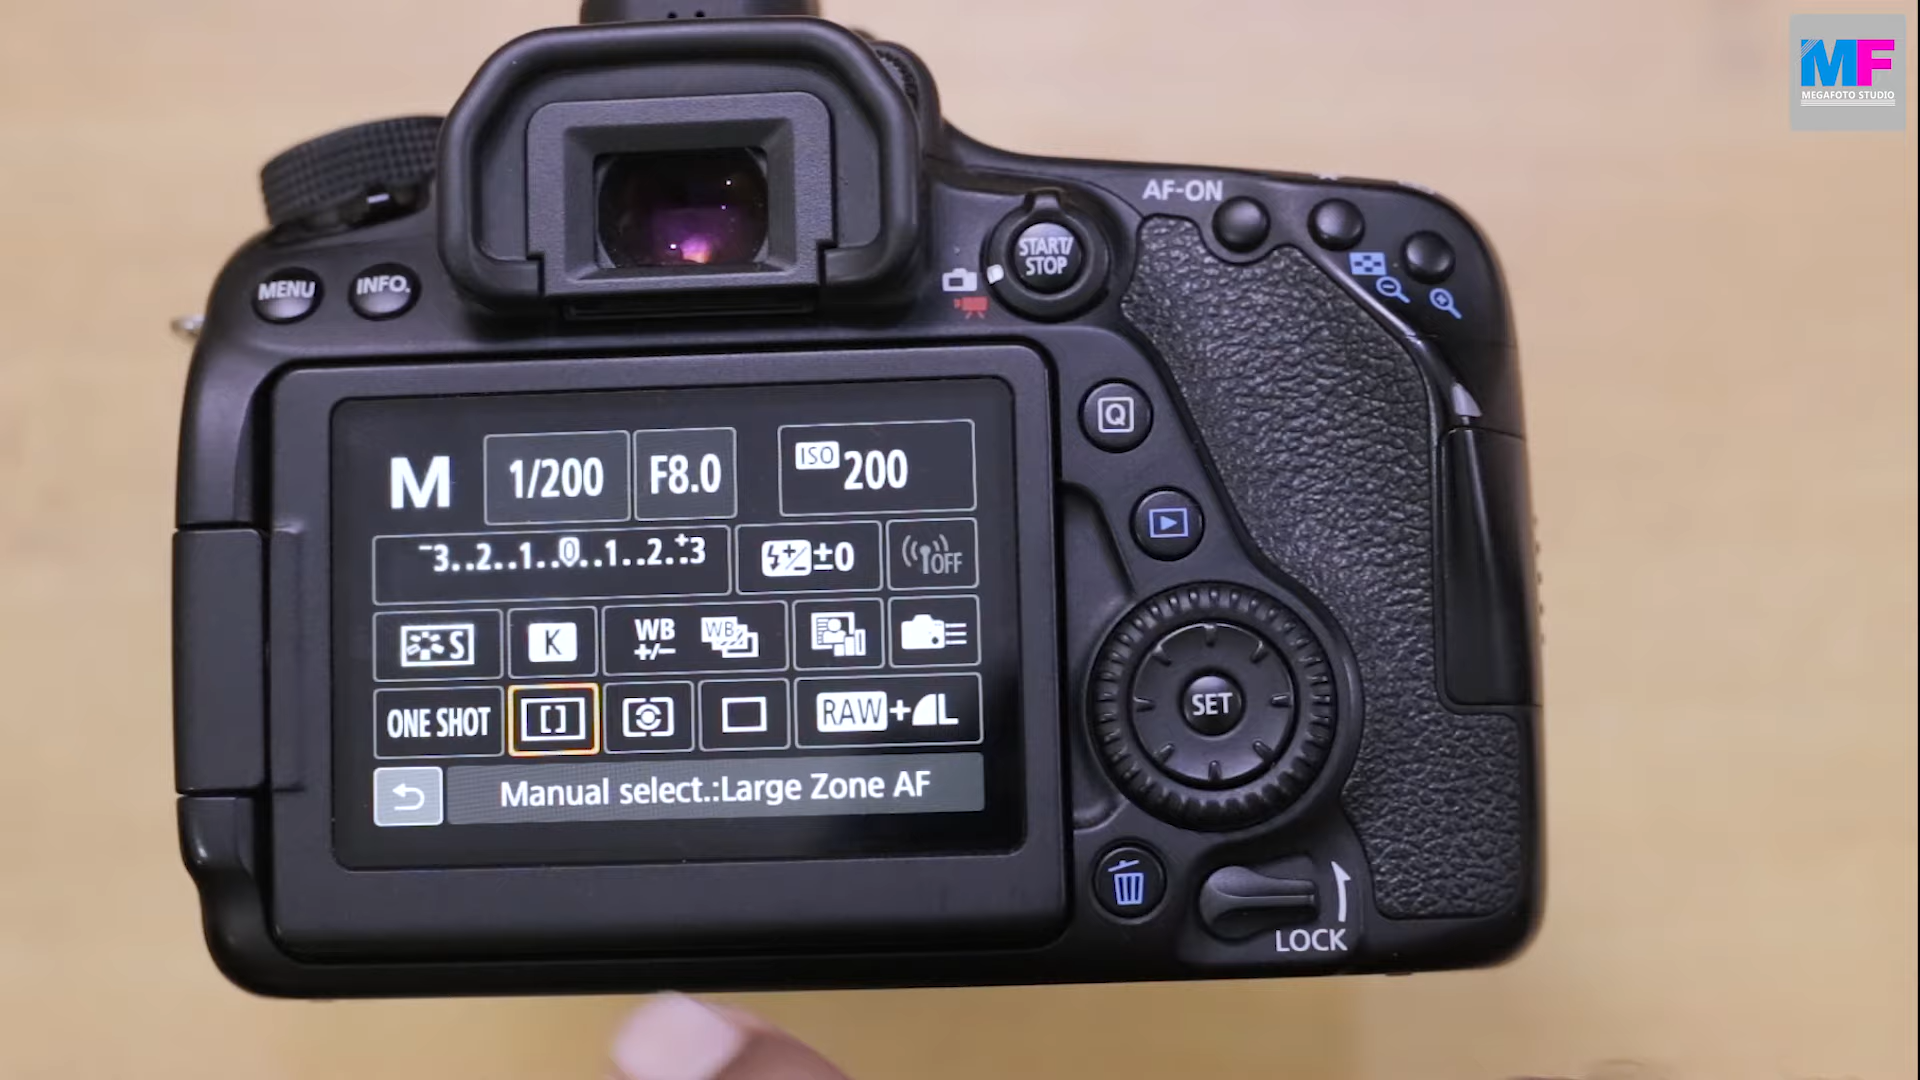 MF
MEGAFOTO STUDIO
AF-ON
START/
STOP
MENU
INFO.
Q
M 1/200 F8.0 ISO 200
-3..2..1..0..1..2.+3 +/- ±0 OFF
S K WB +/- WB
ONE SHOT [ ] RAW+L
Manual select.:Large Zone AF
SET
LOCK